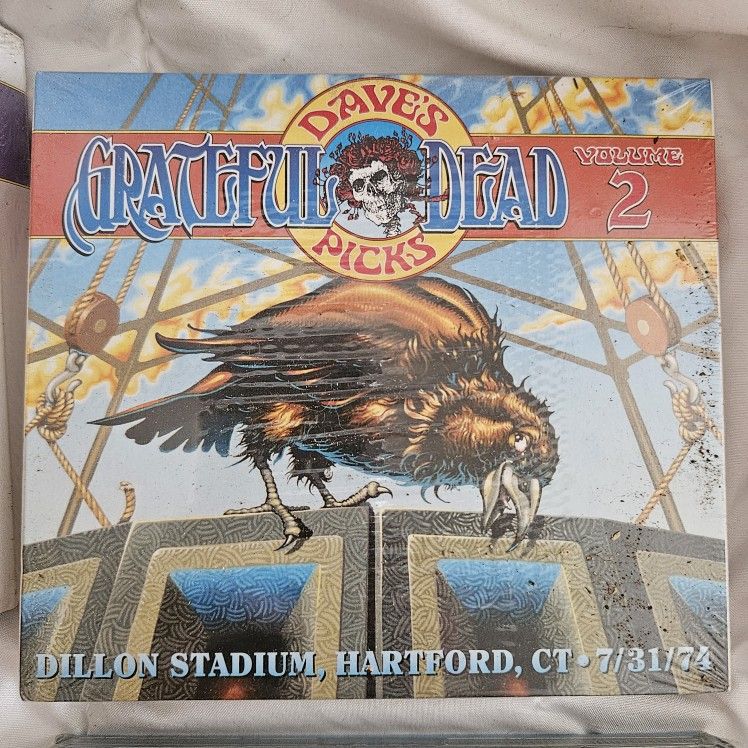 DAVE'S
GRATEFUL DEAD
VOLUME
2
PICKS
DILLON STADIUM, HARTFORD, CT • 7/31/74